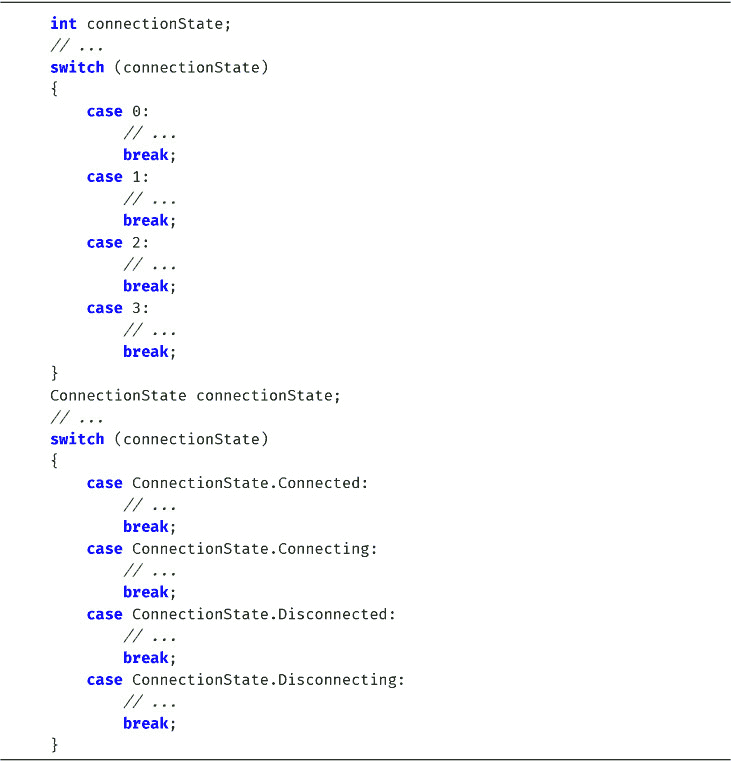 int connectionState;
// ...
switch (connectionState)
{
    case 0:
        // ...
        break;
    case 1:
        // ...
        break;
    case 2:
        // ...
        break;
    case 3:
        // ...
        break;
}
ConnectionState connectionState;
// ...
switch (connectionState)
{
    case ConnectionState.Connected:
        // ...
        break;
    case ConnectionState.Connecting:
        // ...
        break;
    case ConnectionState.Disconnected:
        // ...
        break;
    case ConnectionState.Disconnecting:
        // ...
        break;
}